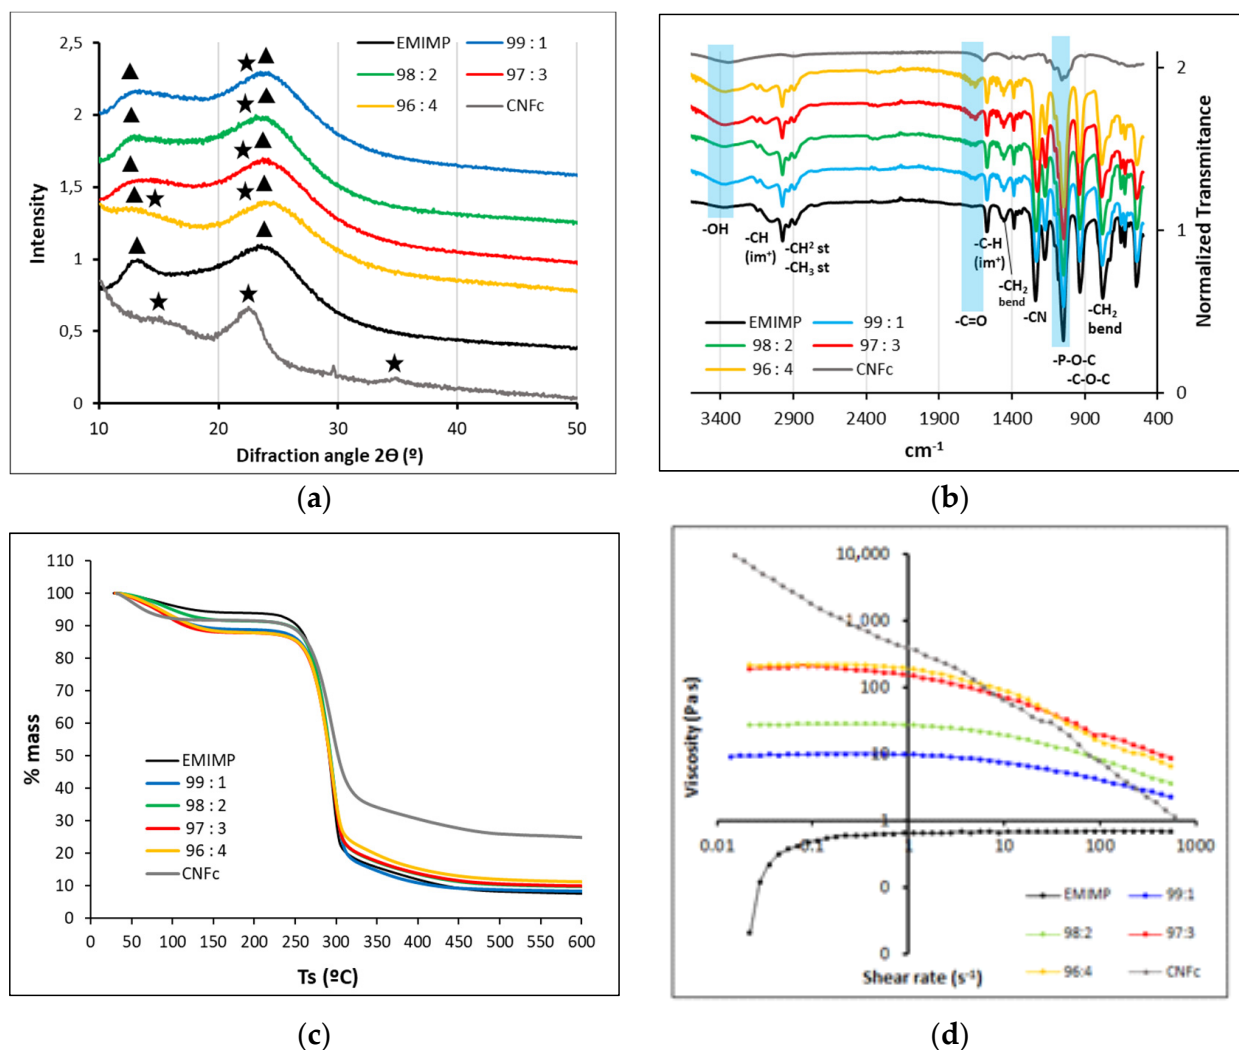 2,5
2
1,5
1
0,5
0
10
20
30
40
50
Intensity
Difraction angle 2Ɵ (º)
EMIMP
99 : 1
98 : 2
97 : 3
96 : 4
CNFc
(a)
2
1
0
Normalized Transmitance
-OH
-CH
(im⁺)
-CH² st
-CH₃ st
-C=O
-C-H
(im⁺)
-CH₂
bend
-CN
-P-O-C
-C-O-C
-CH₂
bend
EMIMP
99 : 1
98 : 2
97 : 3
96 : 4
CNFc
3400
2900
1900
1400
900
400
cm⁻¹
(b)
110
100
90
80
70
60
50
40
30
20
10
0
% mass
EMIMP
99 : 1
98 : 2
97 : 3
96 : 4
CNFc
0
50
100
150
200
250
300
350
400
450
500
550
600
Ts (ºC)
(c)
10,000
1,000
100
10
1
0
0
Viscosity (Pa·s)
0.01
0.1
1
10
100
1000
Shear rate (s⁻¹)
EMIMP
99:1
98:2
97:3
96:4
CNFc
(d)